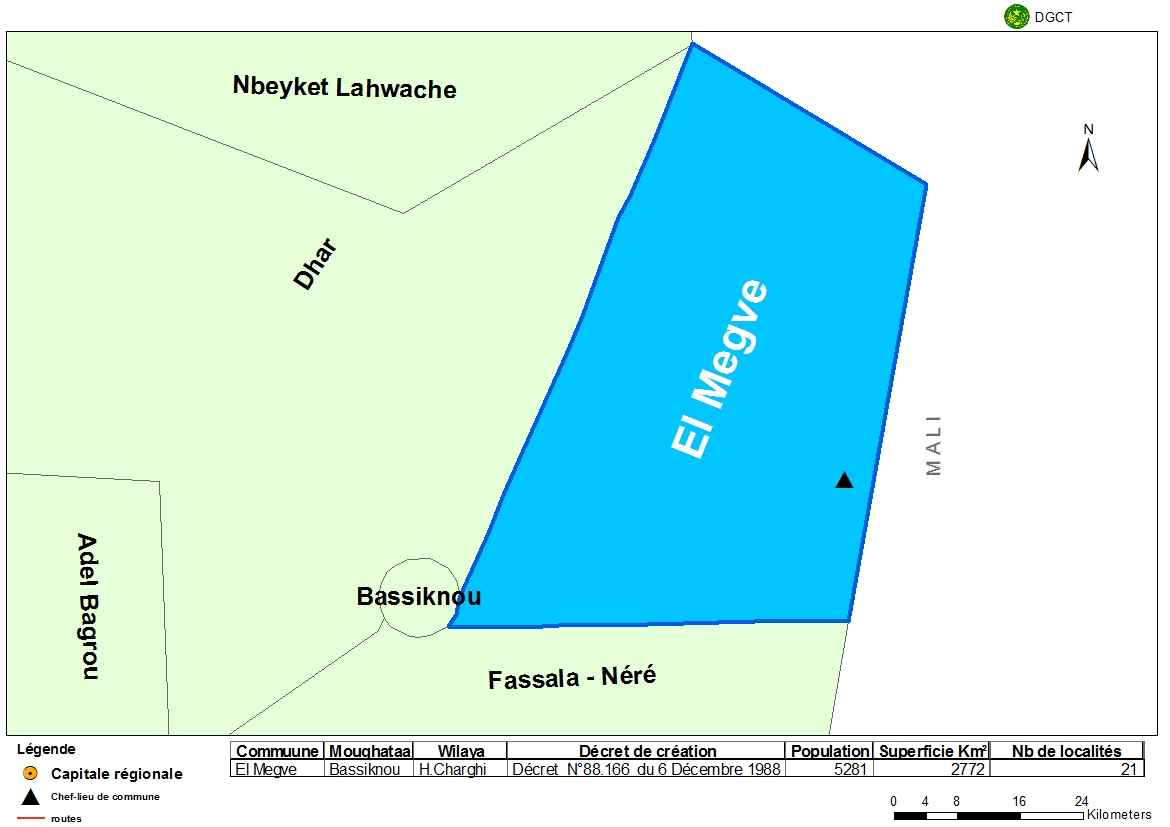 DGCT
Nbeyket Lahwache
N
Dhar
El Megve
MALI
Adel Bagrou
Bassiknou
Fassala - Néré
Légende
Capitale régionale
Chef-lieu de commune
routes
Commuune Moughataa Wilaya Décret de création Population Superficie Km² Nb de localités
El Megve Bassiknou H.Charghi Décret N°88.166 du 6 Décembre 1988 5281 2772 21
0 4 8 16 24
Kilometers